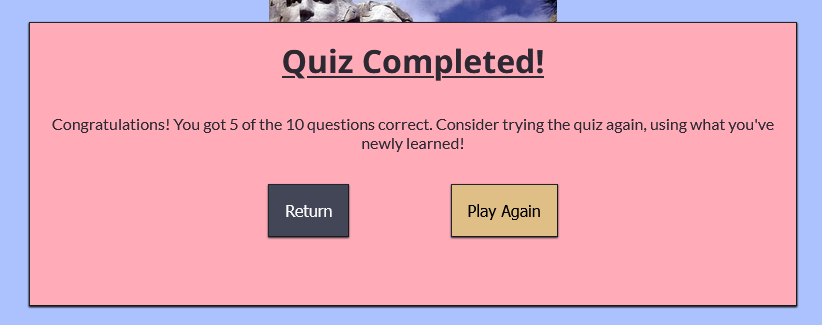 Quiz Completed!
Congratulations! You got 5 of the 10 questions correct. Consider trying the quiz again, using what you've
newly learned!
Return
Play Again